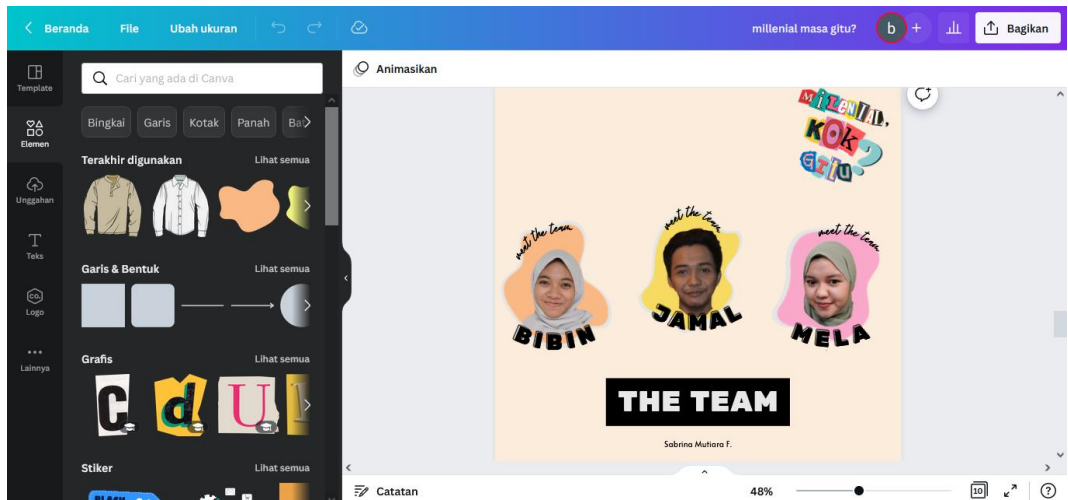 Beranda File Ubah ukuran millenial masa gitu? b + Bagikan
Template
Elemen
Unggahan
Teks
co.
Logo
Lainnya
Cari yang ada di Canva
Bingkai Garis Kotak Panah
Terakhir digunakan Lihat semua
Garis & Bentuk Lihat semua
Grafis Lihat semua
C d U
Stiker Lihat semua
Animasikan
MiLENIAL,
KOk
GiTU?
meet the team
BIBIN
meet the team
JAMAL
meet the team
MELA
THE TEAM
Sabrina Mutiara F.
Catatan 48% 10 ?